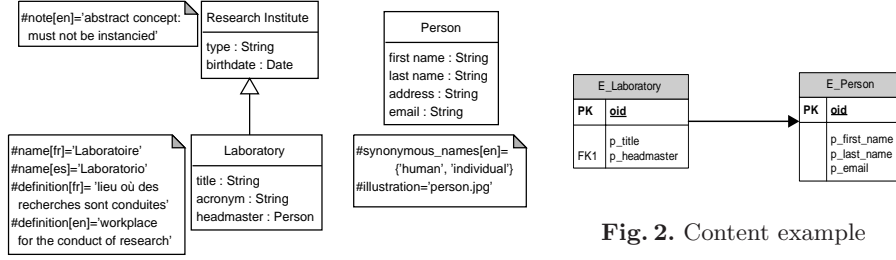 #note[en]='abstract concept:
must not be instancied'
Research Institute
type : String
birthdate : Date
Person
first name : String
last name : String
address : String
email : String
#name[fr]='Laboratoire'
#name[es]='Laboratorio'
#definition[fr]= 'lieu où des
recherches sont conduites'
#definition[en]='workplace
for the conduct of research'
Laboratory
title : String
acronym : String
headmaster : Person
#synonymous_names[en]=
{'human', 'individual'}
#illustration='person.jpg'
E_Laboratory
PK oid
p_title
FK1 p_headmaster
E_Person
PK oid
p_first_name
p_last_name
p_email
Fig. 2. Content example